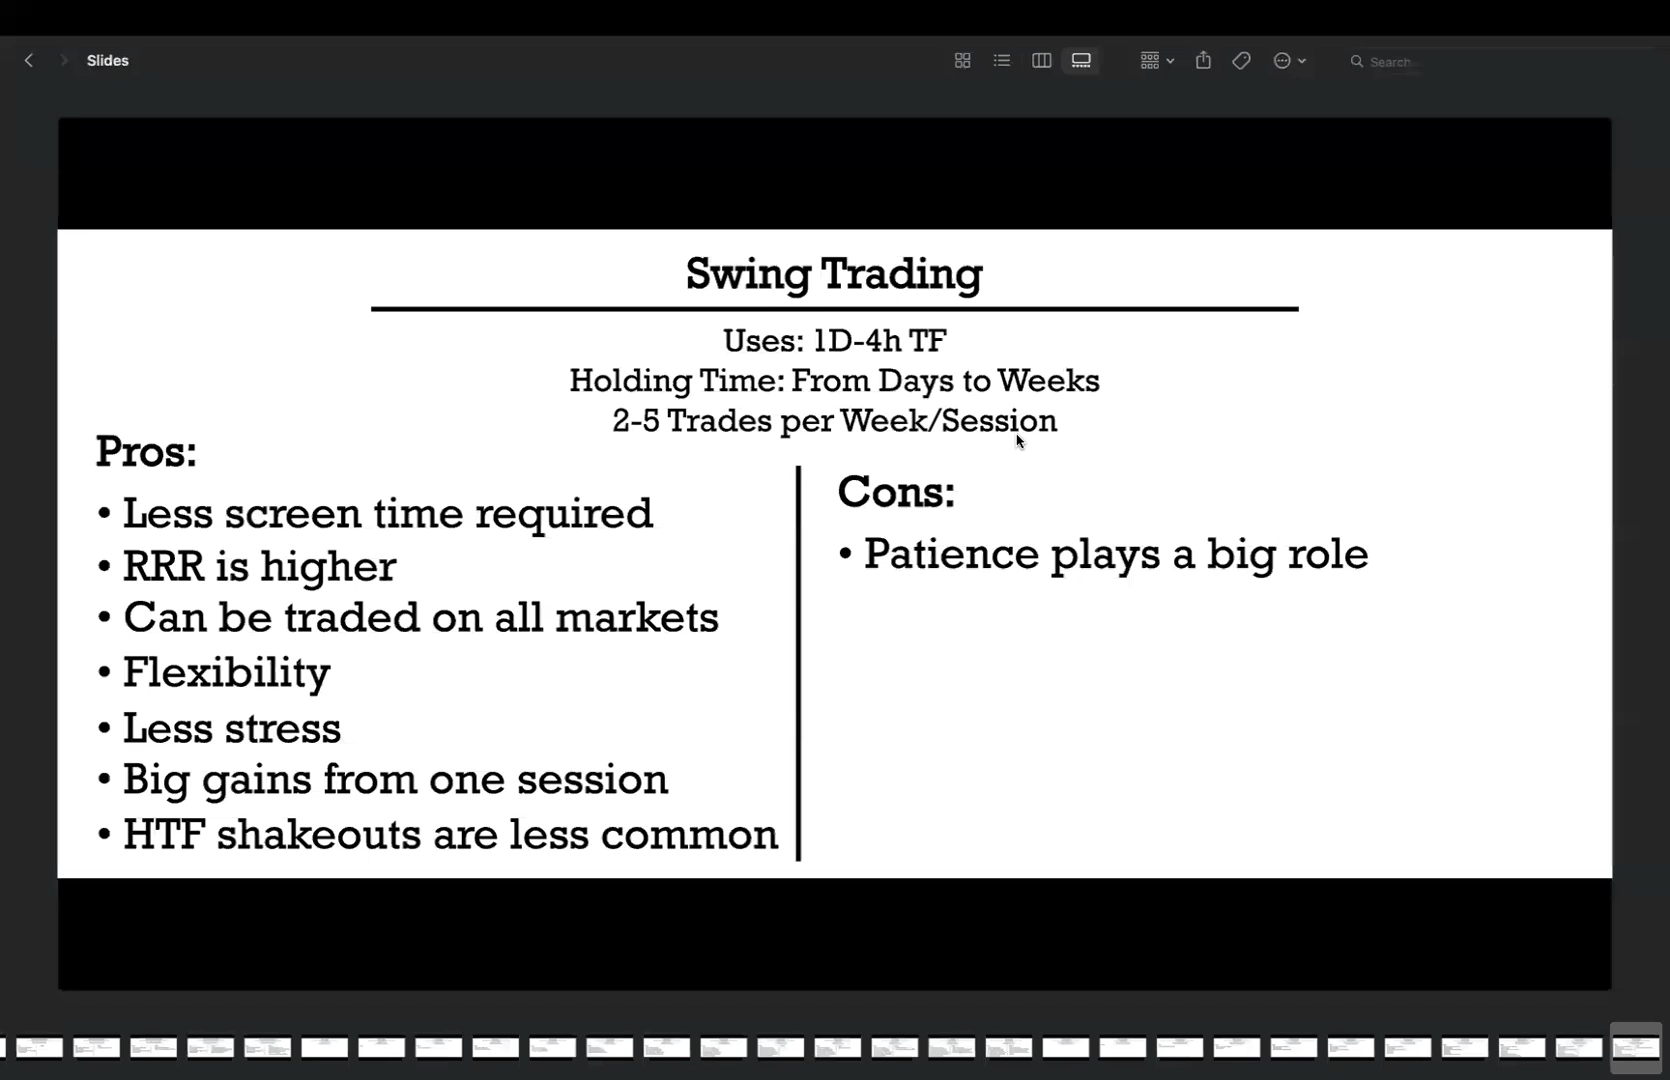 Slides
Search
Swing Trading
Uses: 1D-4h TF
Holding Time: From Days to Weeks
2-5 Trades per Week/Session
Pros:
• Less screen time required
• RRR is higher
• Can be traded on all markets
• Flexibility
• Less stress
• Big gains from one session
• HTF shakeouts are less common
Cons:
• Patience plays a big role